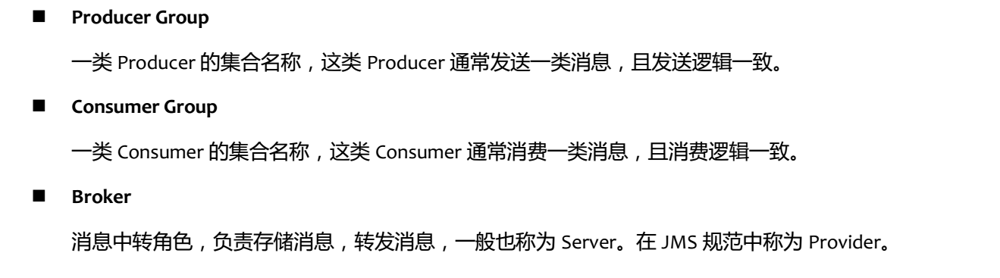 ■ Producer Group
一类 Producer 的集合名称，这类 Producer 通常发送一类消息，且发送逻辑一致。
■ Consumer Group
一类 Consumer 的集合名称，这类 Consumer 通常消费一类消息，且消费逻辑一致。
■ Broker
消息中转角色，负责存储消息，转发消息，一般也称为 Server。在 JMS 规范中称为 Provider。